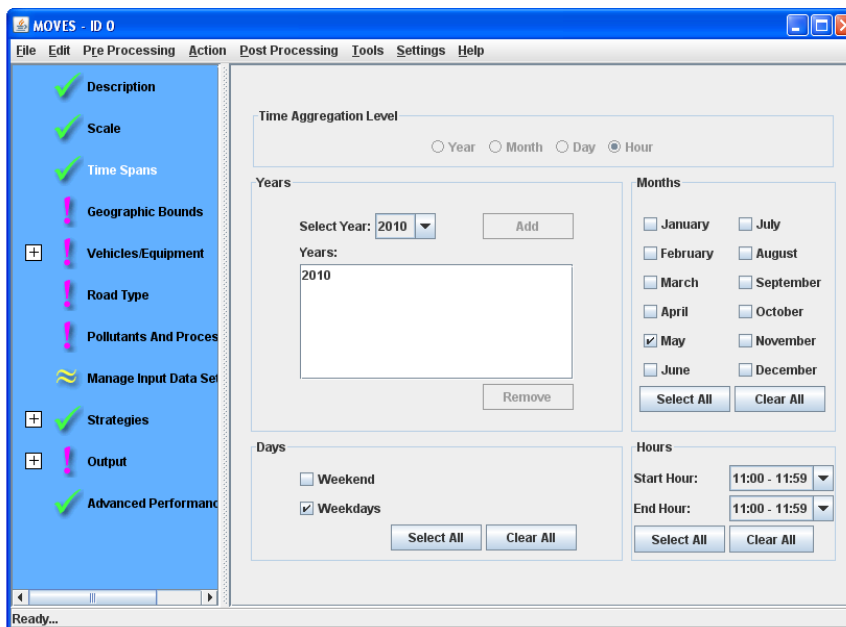 MOVES - ID 0
File Edit Pre Processing Action Post Processing Tools Settings Help
Description
Scale
Time Spans
Geographic Bounds
Vehicles/Equipment
Road Type
Pollutants And Proces
Manage Input Data Set
Strategies
Output
Advanced Performanc
Time Aggregation Level
Year Month Day Hour
Years
Select Year: 2010 Add
Years:
2010
Remove
Months
January July
February August
March September
April October
May November
June December
Select All Clear All
Days
Weekend
Weekdays
Select All Clear All
Hours
Start Hour: 11:00 - 11:59
End Hour: 11:00 - 11:59
Select All Clear All
Ready...